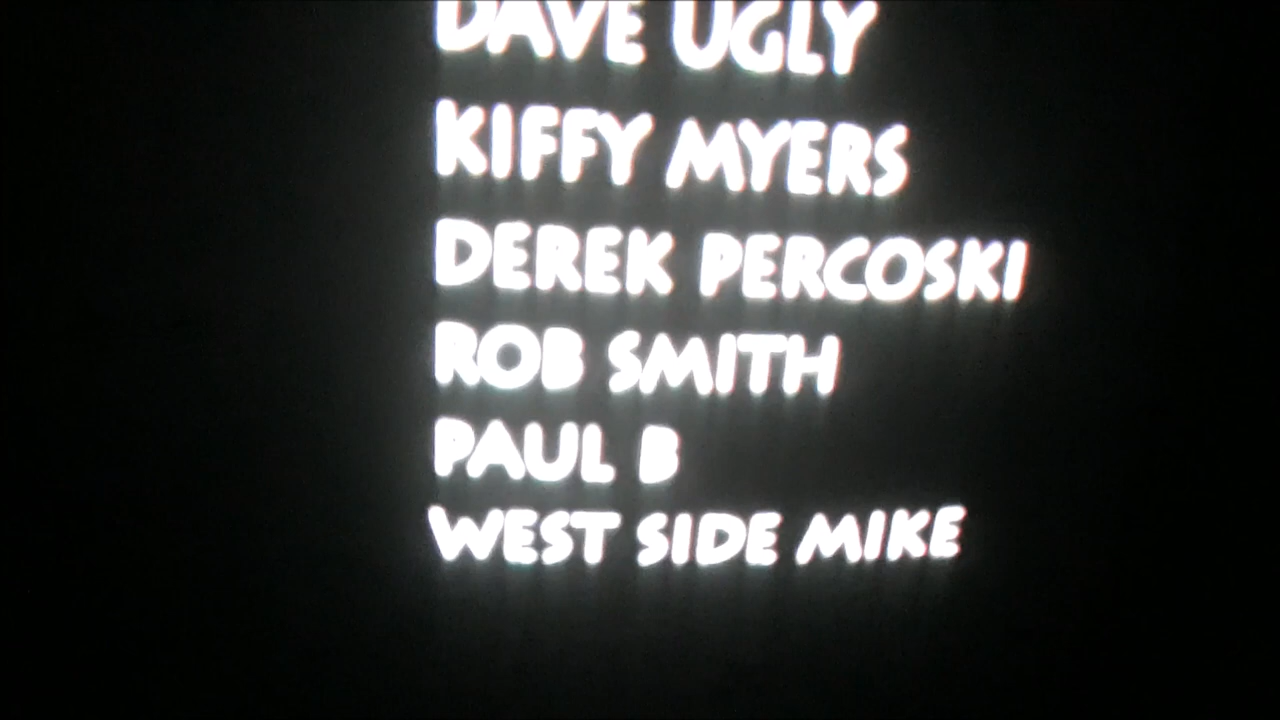 DAVE UGLY
KIFFY MYERS
DEREK PERCOSKI
ROB SMITH
PAUL B
WEST SIDE MIKE